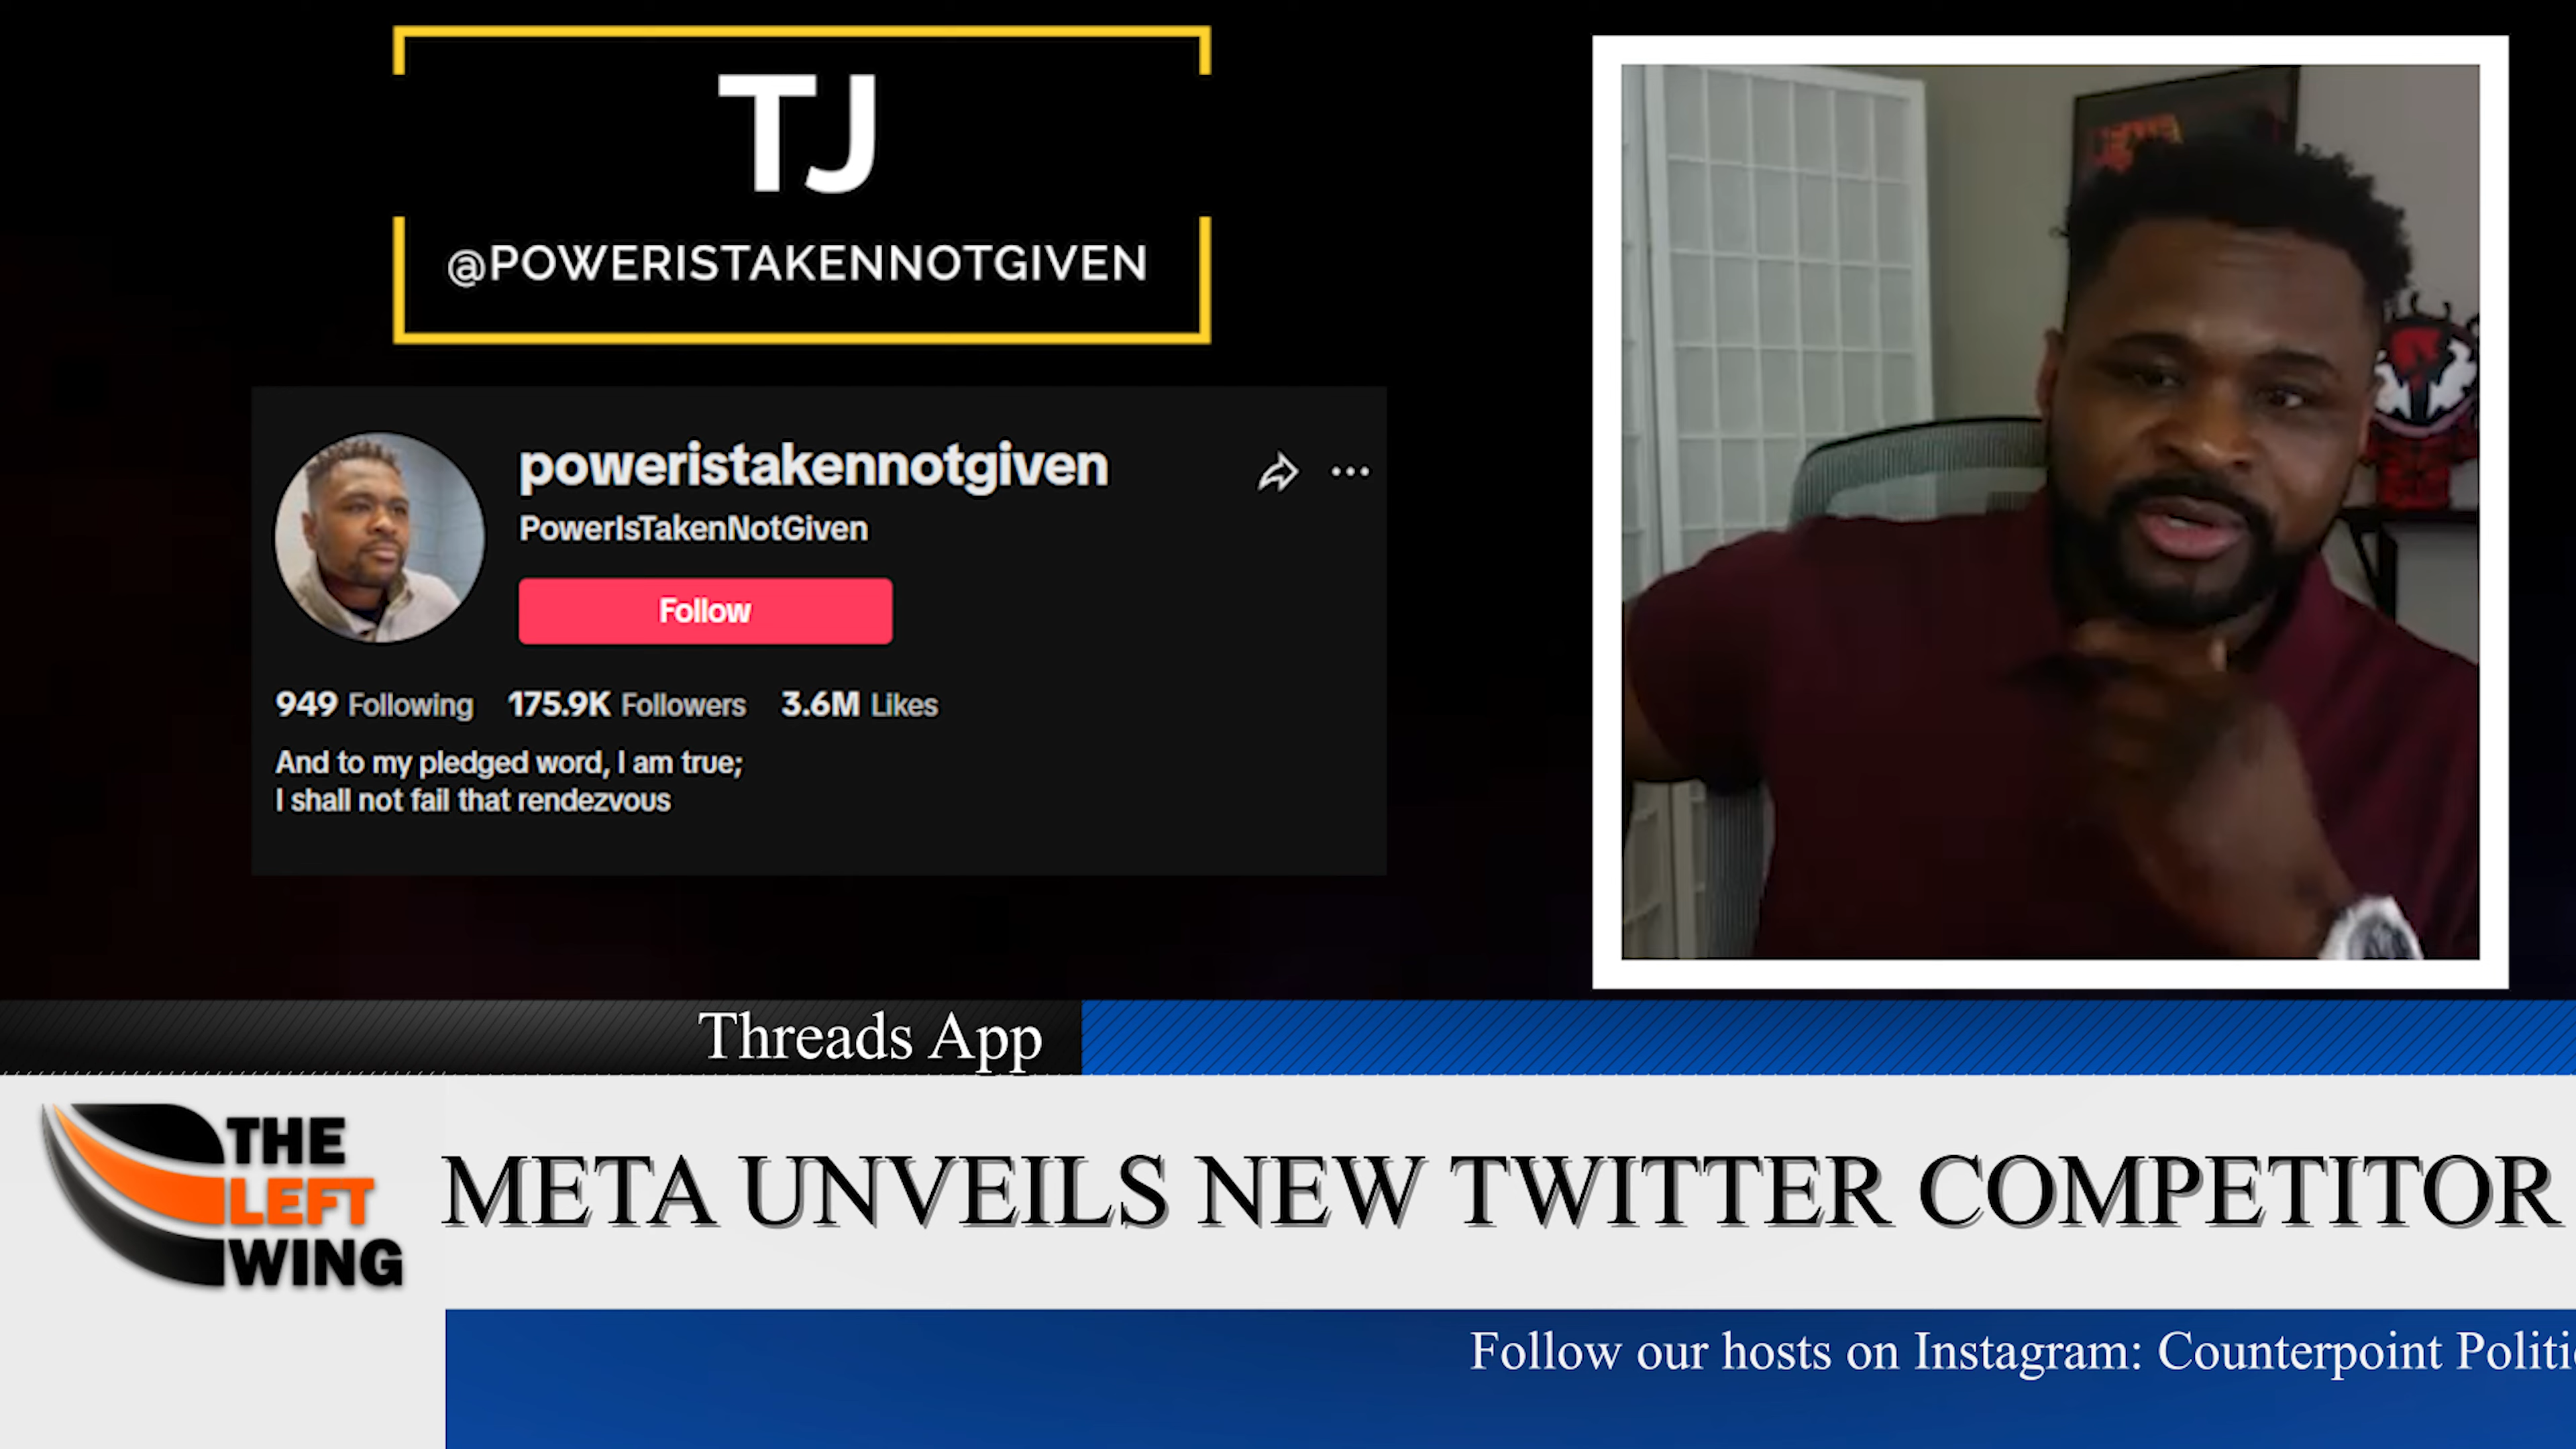 TJ
@POWERISTAKENNOTGIVEN
poweristakennotgiven
PowerIsTakenNotGiven
Follow
949 Following 175.9K Followers 3.6M Likes
And to my pledged word, I am true;
I shall not fail that rendezvous
Threads App
THE
LEFT
WING
META UNVEILS NEW TWITTER COMPETITOR
Follow our hosts on Instagram: Counterpoint